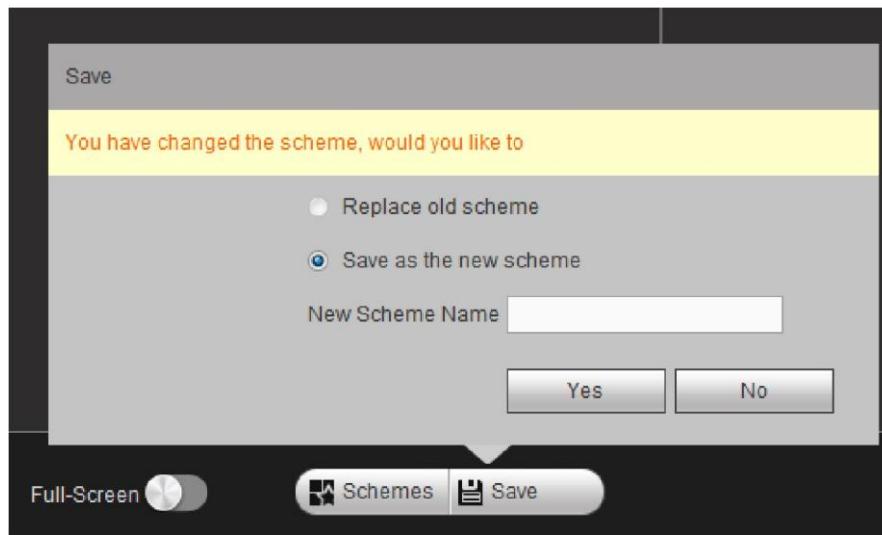 Save
You have changed the scheme, would you like to
Replace old scheme
Save as the new scheme
New Scheme Name
Yes No
Full-Screen Schemes Save